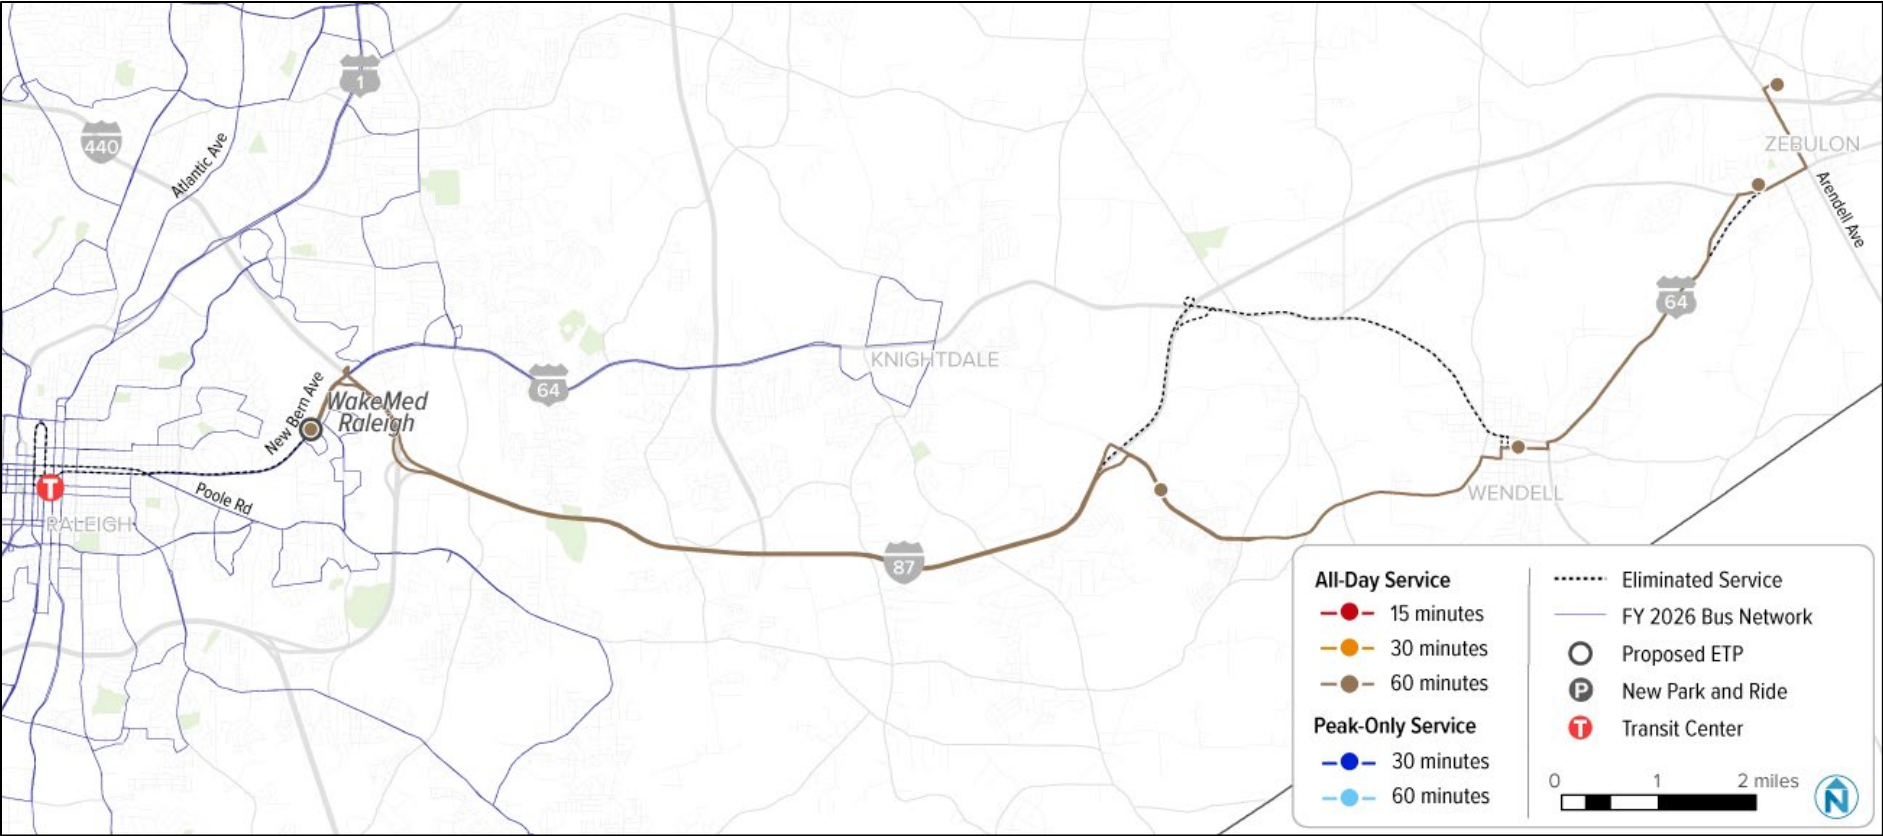 1
440
Atlantic Ave
ZEBULON
Arendell Ave
64
KNIGHTDALE
64
New Bern Ave
WakeMed
Raleigh
T
Poole Rd
RALEIGH
WENDELL
87
All-Day Service
15 minutes
30 minutes
60 minutes
Peak-Only Service
30 minutes
60 minutes
Eliminated Service
FY 2026 Bus Network
Proposed ETP
P New Park and Ride
T Transit Center
0 1 2 miles
N